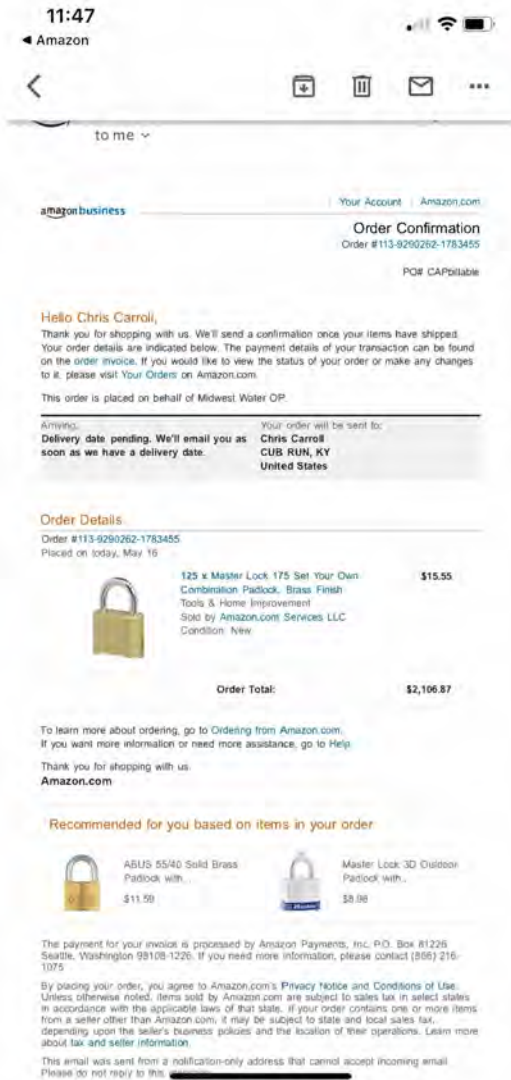 11:47
◀ Amazon
to me
amazonbusiness
Your Account | Amazon.com
Order Confirmation
Order #113-9290262-1783455
PO# CAPbillable
Hello Chris Carroll,
Thank you for shopping with us. We'll send a confirmation once your items have shipped.
Your order details are indicated below. The payment details of your transaction can be found
on the order invoice. If you would like to view the status of your order or make any changes
to it, please visit Your Orders on Amazon.com.
This order is placed on behalf of Midwest Water OP.
Arriving:
Delivery date pending. We'll email you as
soon as we have a delivery date.
Your order will be sent to:
Chris Carroll
CUB RUN, KY
United States
Order Details
Order #113-9290262-1783455
Placed on today, May 16
125 x Master Lock 175 Set Your Own
Combination Padlock, Brass Finish
Tools & Home Improvement
Sold by Amazon.com Services LLC
Condition: New
$15.55
Order Total:
$2,106.87
To learn more about ordering, go to Ordering from Amazon.com.
If you want more information or need more assistance, go to Help.
Thank you for shopping with us.
Amazon.com
Recommended for you based on items in your order
ABUS 55/40 Solid Brass
Padlock with...
$11.59
Master Lock 3D Outdoor
Padlock with...
$8.98
The payment for your invoice is processed by Amazon Payments, Inc. P.O. Box 81226
Seattle, Washington 98108-1226. If you need more information, please contact (866) 216-
1075
By placing your order, you agree to Amazon.com's Privacy Notice and Conditions of Use.
Unless otherwise noted, items sold by Amazon.com are subject to sales tax in select states
in accordance with the applicable laws of that state. If your order contains one or more items
from a seller other than Amazon.com, it may be subject to state and local sales tax,
depending upon the seller's business policies and the location of their operations. Learn more
about tax and seller information.
This email was sent from a notification-only address that cannot accept incoming email.
Please do not reply to this